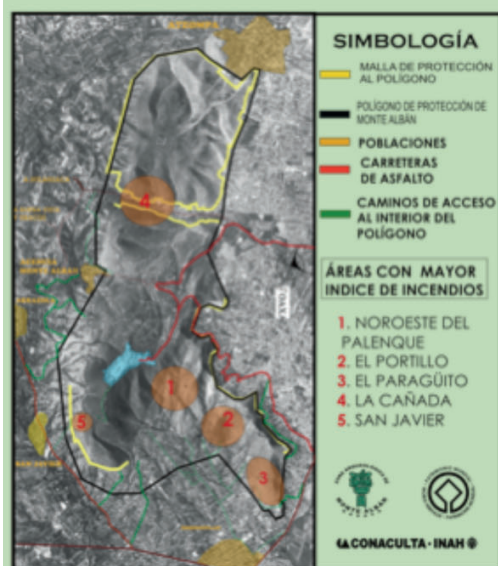 SIMBOLOGÍA
MALLA DE PROTECCIÓN
AL POLÍGONO
POLÍGONO DE PROTECCIÓN DE
MONTE ALBÁN
POBLACIONES
CARRETERAS
DE ASFALTO
CAMINOS DE ACCESO
AL INTERIOR DEL
POLÍGONO
ÁREAS CON MAYOR
INDICE DE INCENDIOS
1. NOROESTE DEL
PALENQUE
2. EL PORTILLO
3. EL PARAGÜITO
4. LA CAÑADA
5. SAN JAVIER
MONTE ALBAN
CONACULTA · INAH
4
1
5
2
3